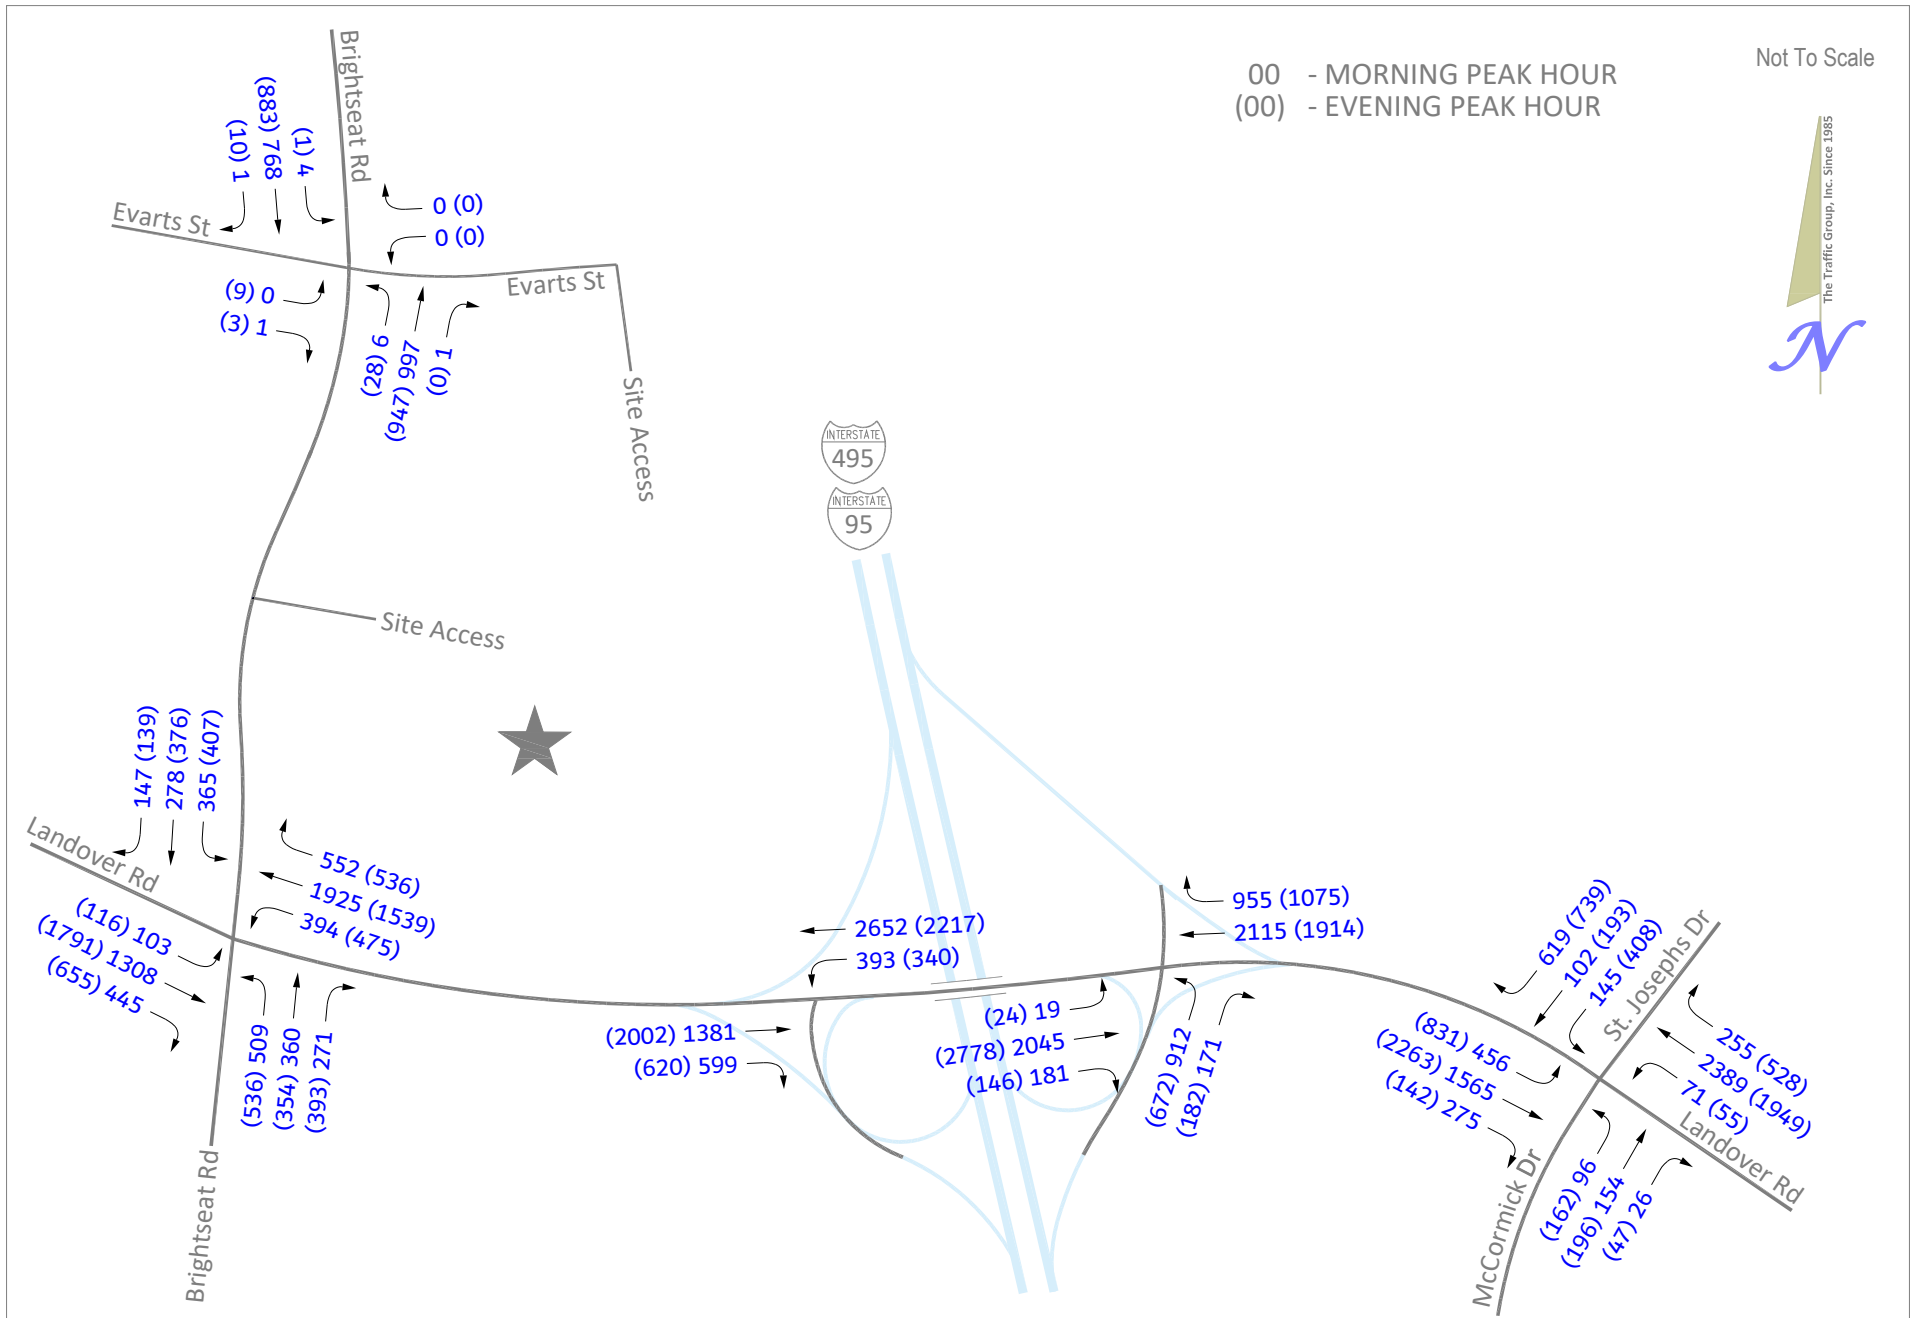 00 - MORNING PEAK HOUR
(00) - EVENING PEAK HOUR
Not To Scale
The Traffic Group, Inc. Since 1985
N
Brightseat Rd
(10) 1
(883) 768
(1) 4
Evarts St
0 (0)
0 (0)
(9) 0
(3) 1
(28) 6
(947) 997
(0) 1
Evarts St
Site Access
INTERSTATE
495
INTERSTATE
95
Site Access
147 (139)
278 (376)
365 (407)
Landover Rd
552 (536)
1925 (1539)
394 (475)
(116) 103
(1791) 1308
(655) 445
(536) 509
(354) 360
(393) 271
Brightseat Rd
2652 (2217)
393 (340)
(2002) 1381
(620) 599
955 (1075)
2115 (1914)
(24) 19
(2778) 2045
(146) 181
(672) 912
(182) 171
619 (739)
102 (193)
145 (408)
St. Josephs Dr
(831) 456
(2263) 1565
(142) 275
255 (528)
2389 (1949)
71 (55)
Landover Rd
(162) 96
(196) 154
(47) 26
McCormick Dr